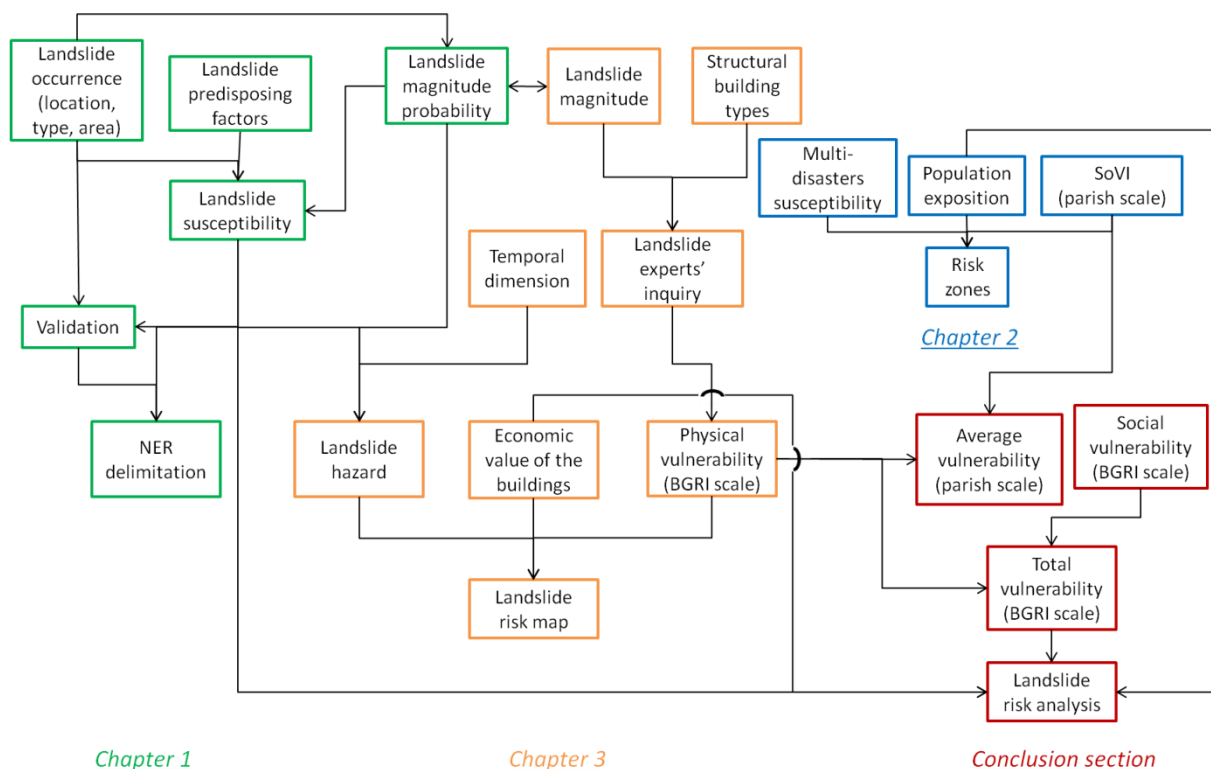 Landslide
occurrence
(location,
type, area)
Landslide
predisposing
factors
Landslide
magnitude
probability
Landslide
magnitude
Structural
building
types
Multi-
disasters
susceptibility
Population
exposition
SoVI
(parish scale)
Landslide
susceptibility
Temporal
dimension
Landslide
experts'
inquiry
Risk
zones
Validation
Chapter 2
NER
delimitation
Landslide
hazard
Economic
value of the
buildings
Physical
vulnerability
(BGRI scale)
Average
vulnerability
(parish scale)
Social
vulnerability
(BGRI scale)
Landslide
risk map
Total
vulnerability
(BGRI scale)
Landslide
risk analysis
Chapter 1
Chapter 3
Conclusion section